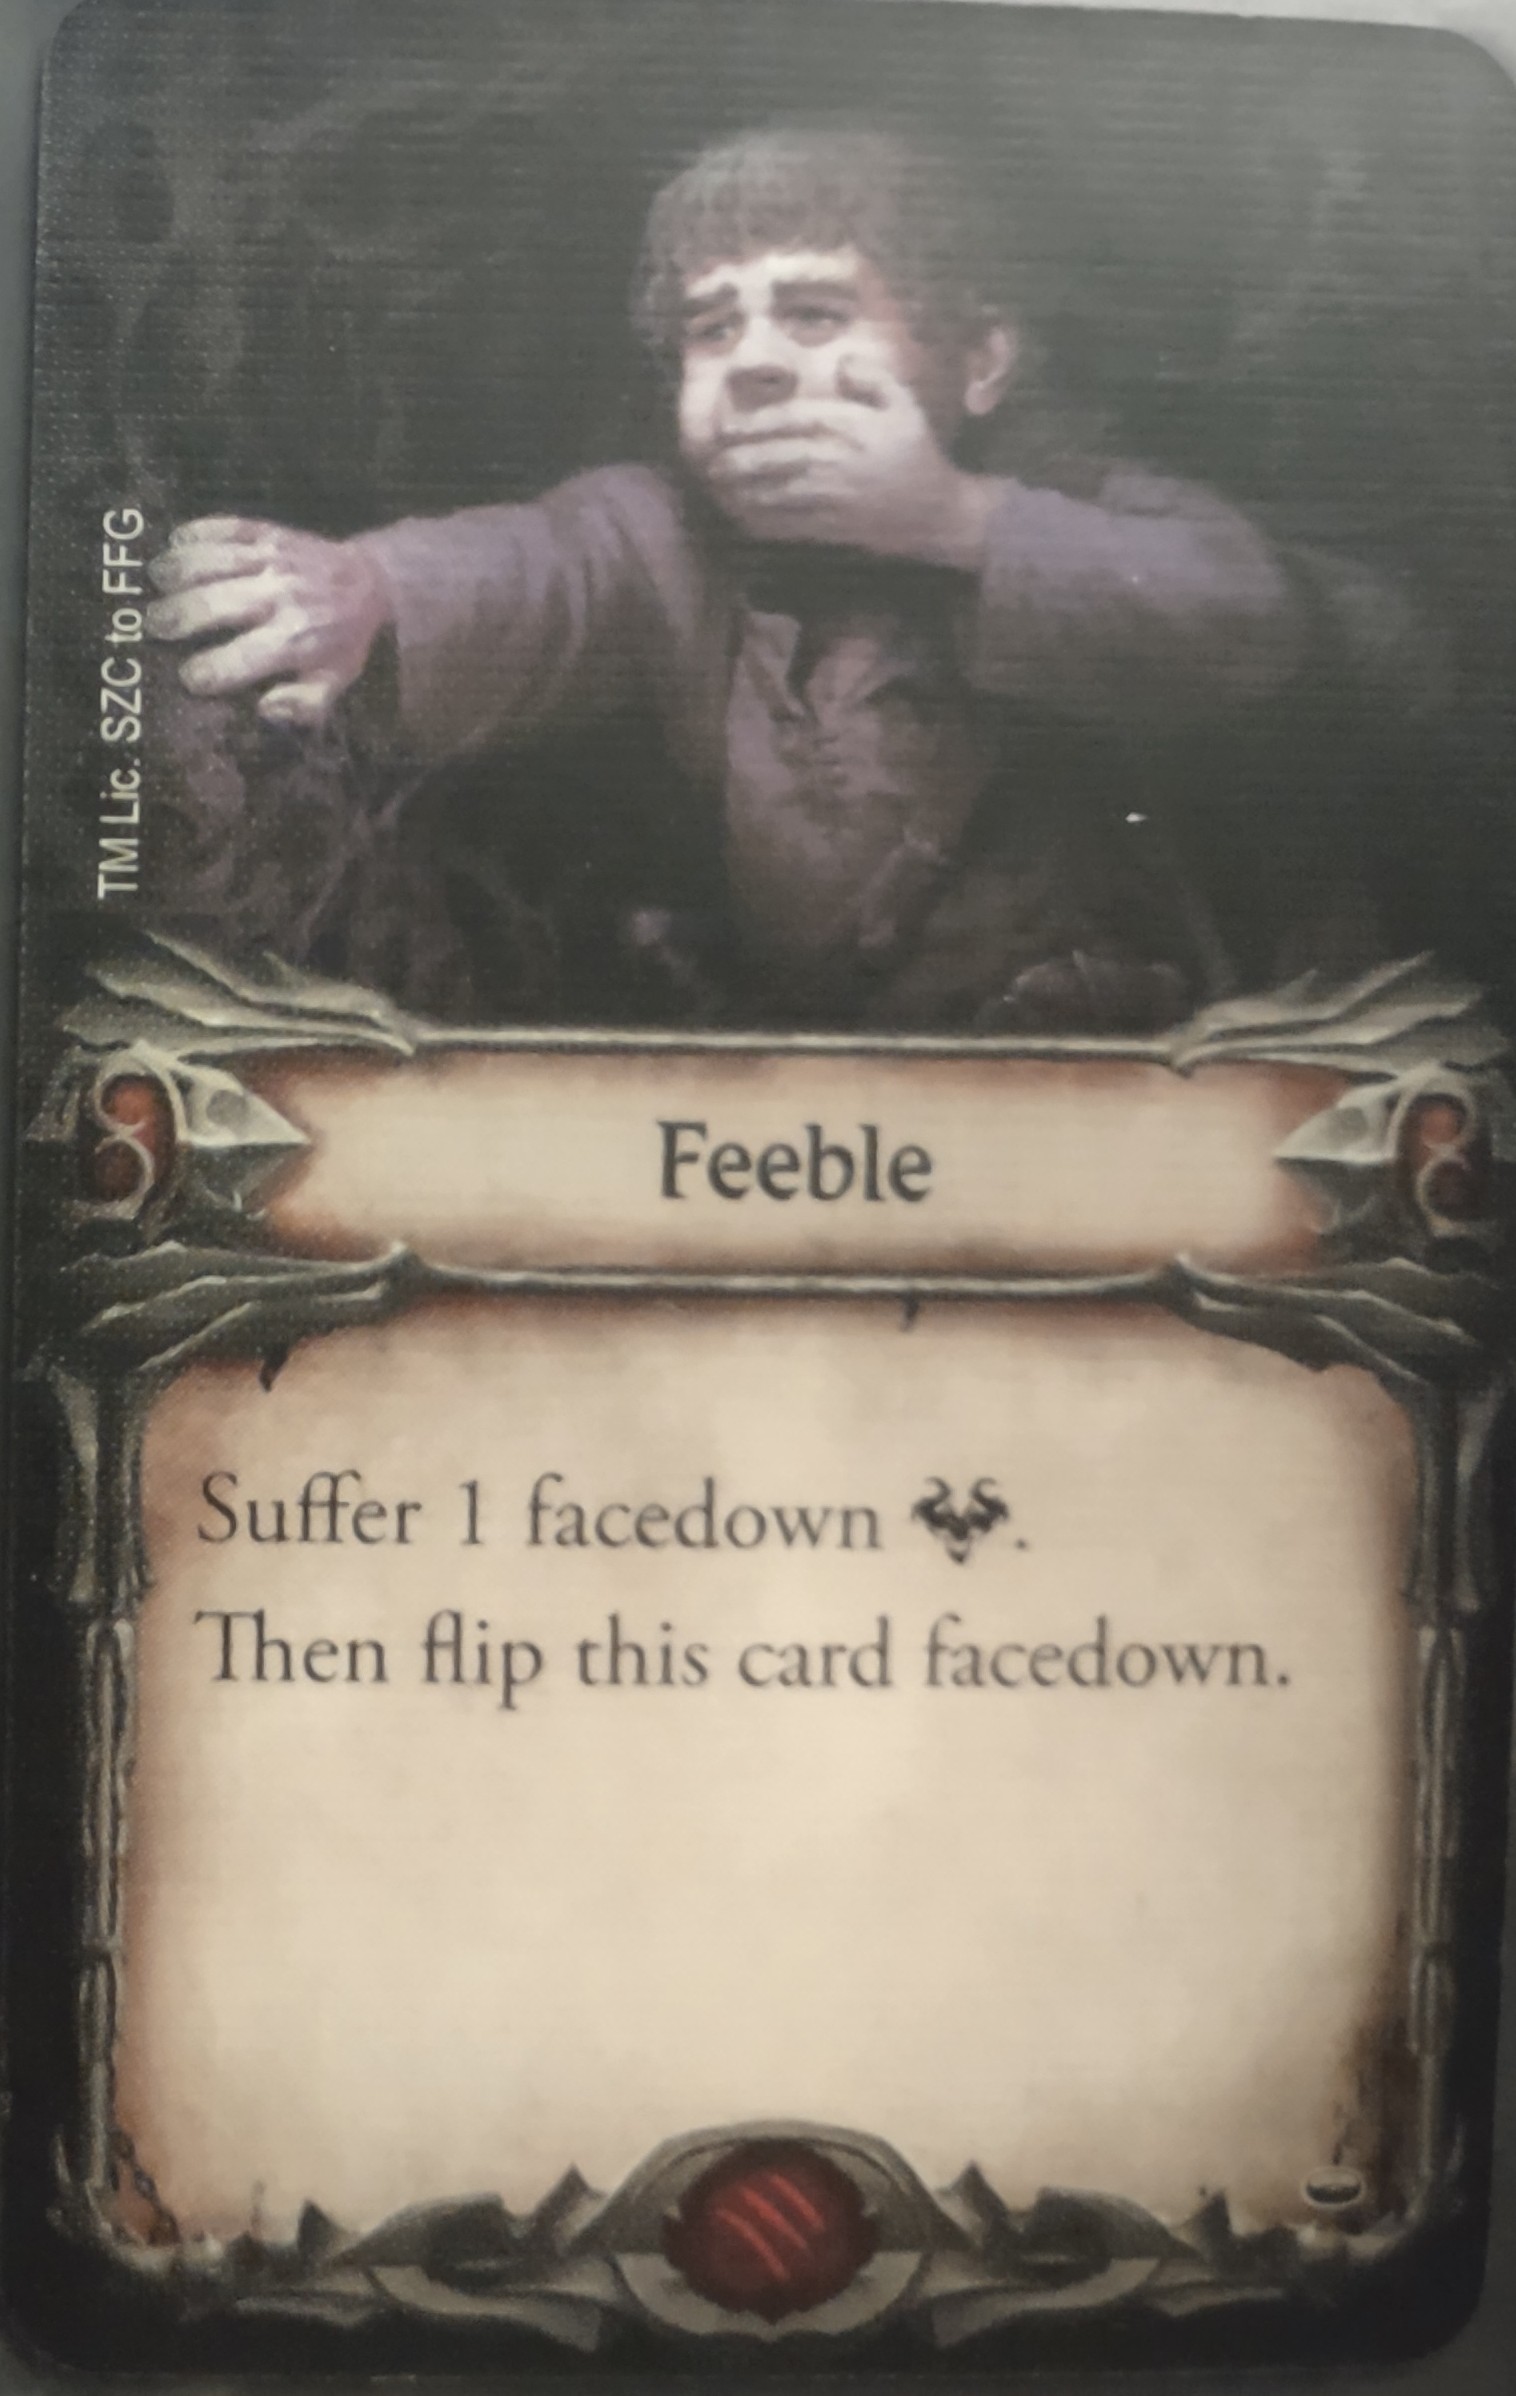 TM Lic. SZC to FFG
Feeble
Suffer 1 facedown .
Then flip this card facedown.